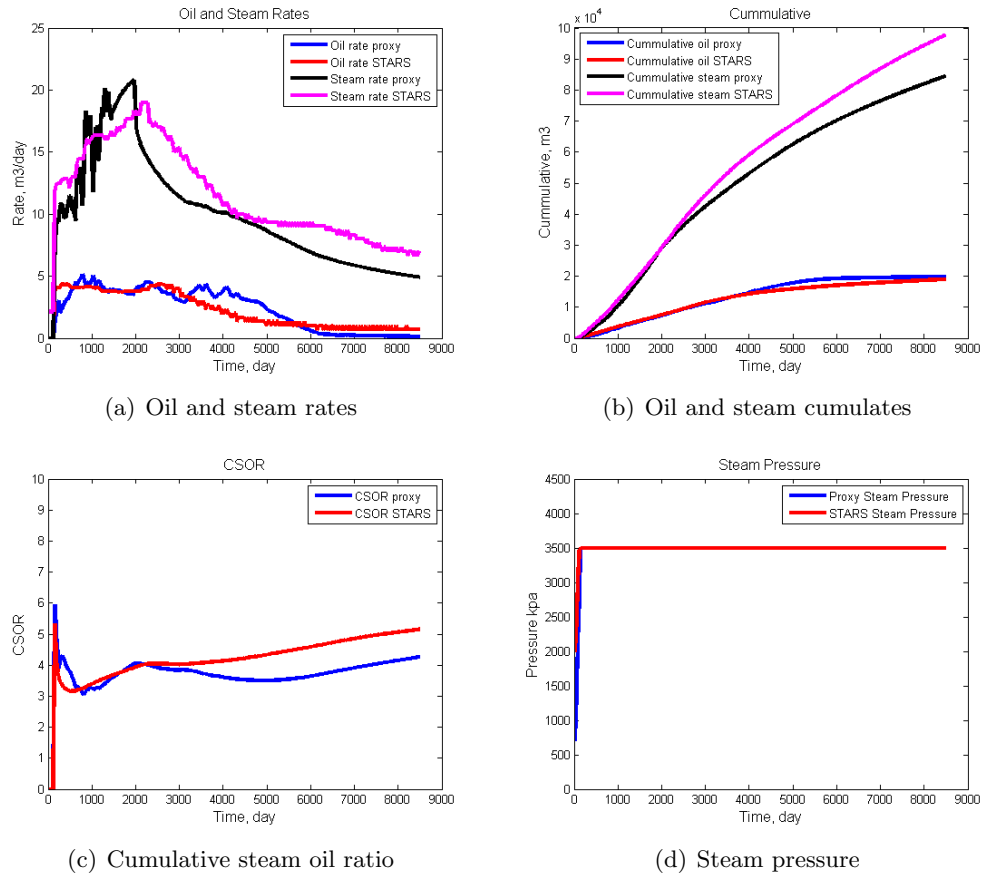 Oil and Steam Rates
25
20
15
10
5
0
Rate, m3/day
Oil rate proxy
Oil rate STARS
Steam rate proxy
Steam rate STARS
0 1000 2000 3000 4000 5000 6000 7000 8000 9000
Time, day
(a) Oil and steam rates
Cummulative
x 10^4
10
9
8
7
6
5
4
3
2
1
0
Cummulative, m3
Cummulative oil proxy
Cummulative oil STARS
Cummulative steam proxy
Cummulative steam STARS
0 1000 2000 3000 4000 5000 6000 7000 8000 9000
Time, day
(b) Oil and steam cumulates
CSOR
10
9
8
7
6
5
4
3
2
1
0
CSOR
CSOR proxy
CSOR STARS
0 1000 2000 3000 4000 5000 6000 7000 8000 9000
Time, day
(c) Cumulative steam oil ratio
Steam Pressure
4500
4000
3500
3000
2500
2000
1500
1000
500
0
Pressure kpa
Proxy Steam Pressure
STARS Steam Pressure
0 1000 2000 3000 4000 5000 6000 7000 8000 9000
Time, day
(d) Steam pressure